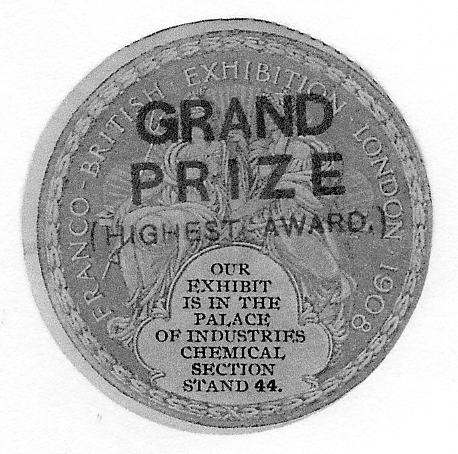 FRANCO-BRITISH EXHIBITION · LONDON · 1908
GRAND
PRIZE
(HIGHEST AWARD.)
OUR
EXHIBIT
IS IN THE
PALACE
OF INDUSTRIES
CHEMICAL
SECTION
STAND 44.